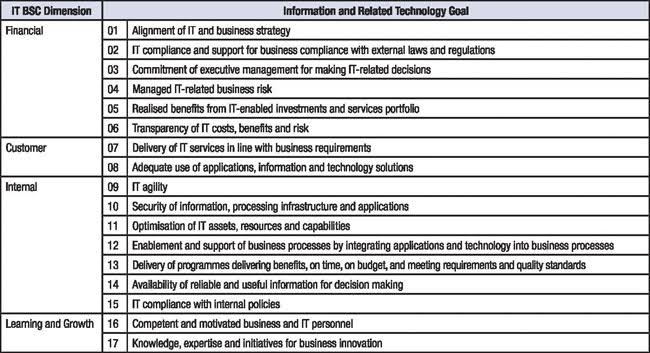 IT BSC Dimension Information and Related Technology Goal
Financial 01 Alignment of IT and business strategy
02 IT compliance and support for business compliance with external laws and regulations
03 Commitment of executive management for making IT-related decisions
04 Managed IT-related business risk
05 Realised benefits from IT-enabled investments and services portfolio
06 Transparency of IT costs, benefits and risk
Customer 07 Delivery of IT services in line with business requirements
08 Adequate use of applications, information and technology solutions
Internal 09 IT agility
10 Security of information, processing infrastructure and applications
11 Optimisation of IT assets, resources and capabilities
12 Enablement and support of business processes by integrating applications and technology into business processes
13 Delivery of programmes delivering benefits, on time, on budget, and meeting requirements and quality standards
14 Availability of reliable and useful information for decision making
15 IT compliance with internal policies
Learning and Growth 16 Competent and motivated business and IT personnel
17 Knowledge, expertise and initiatives for business innovation